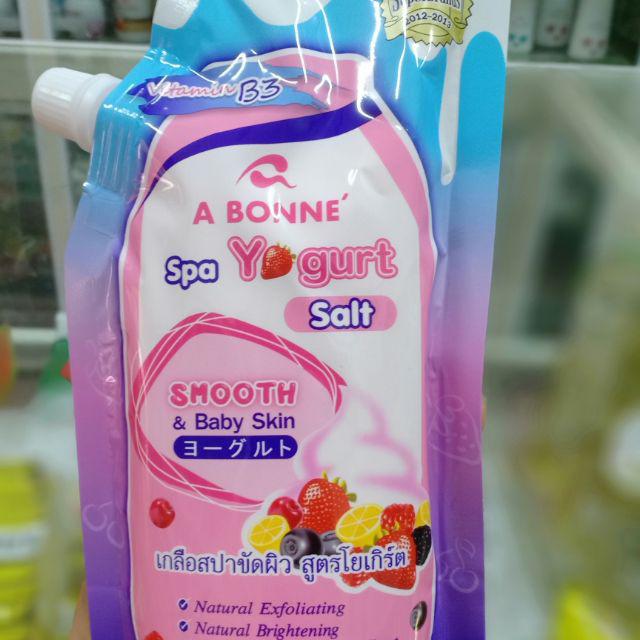 2012-2013
Vitamin B3
A BONNE´
Spa Yogurt
Salt
SMOOTH
& Baby Skin
ヨーグルト
เกลือสปาขัดผิว สูตรโยเกิร์ต
✓ Natural Exfoliating
✓ Natural Brightening